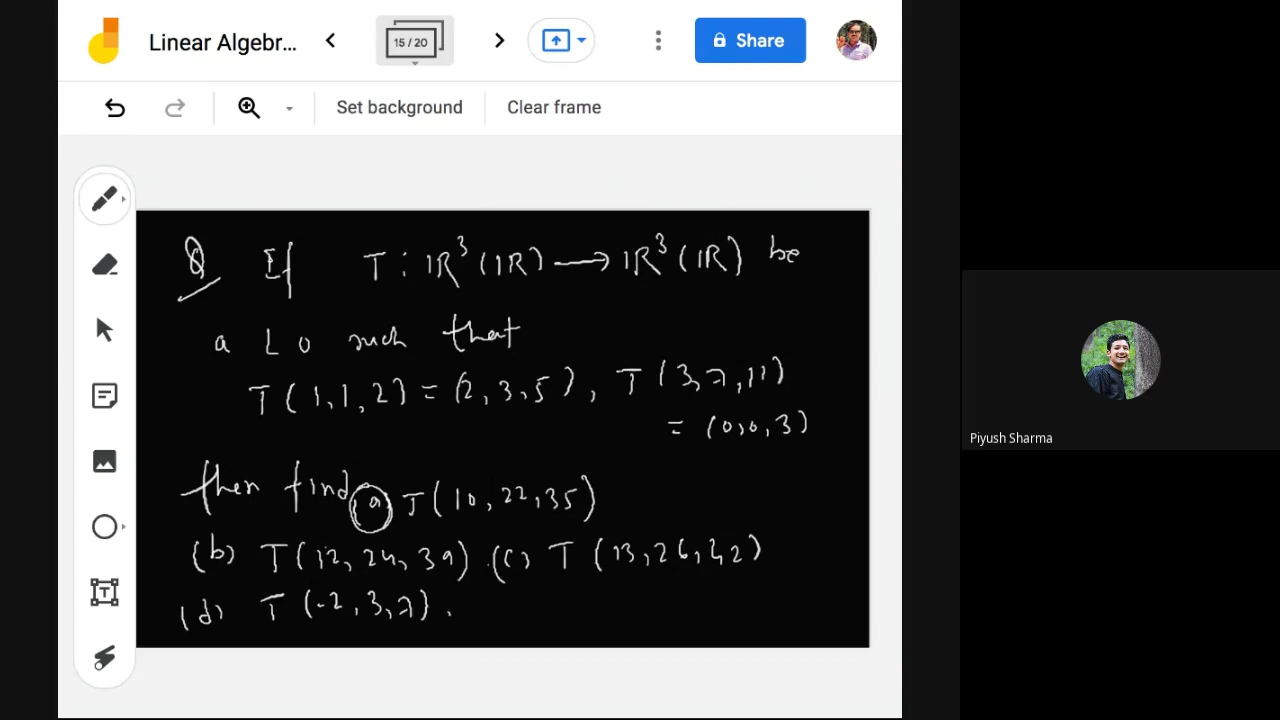 Linear Algebr...
15 / 20
Share
Set background
Clear frame
Q If T : IR³ (IR) → IR³ (IR) be
a L O such that
T (1, 1, 2) = (2, 3, 5), T (3, 7, 11)
= (0, 0, 3)
then find (a) T (10, 22, 35)
(b) T (12, 24, 39) (c) T (13, 26, 42)
(d) T (-2, 3, 7).
Piyush Sharma